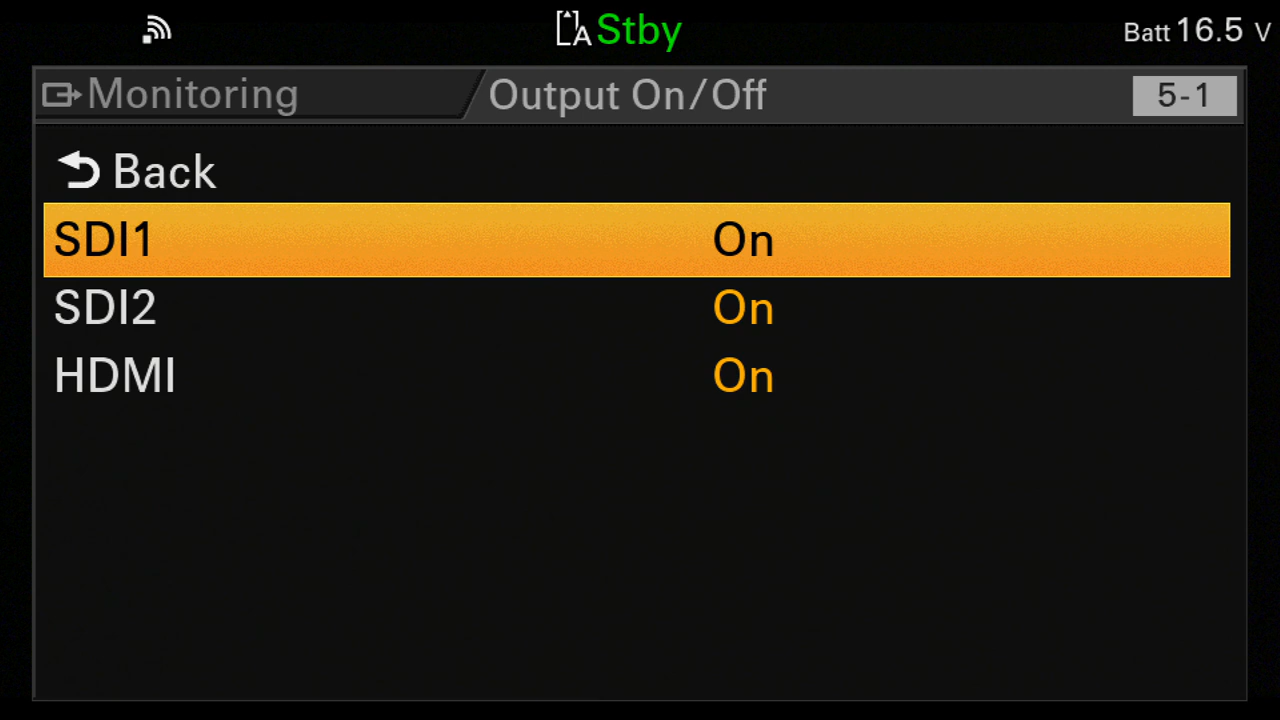 A Stby
Batt 16.5 V
Monitoring
Output On/Off
5-1
Back
SDI1 On
SDI2 On
HDMI On